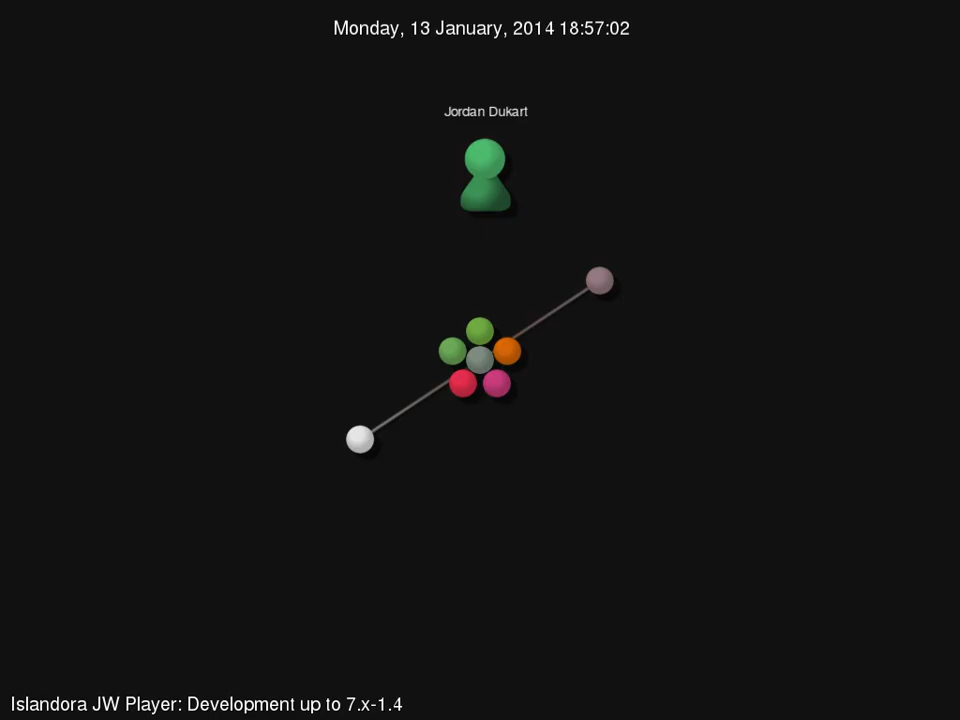 Monday, 13 January, 2014 18:57:02
Jordan Dukart
Islandora JW Player: Development up to 7.x-1.4